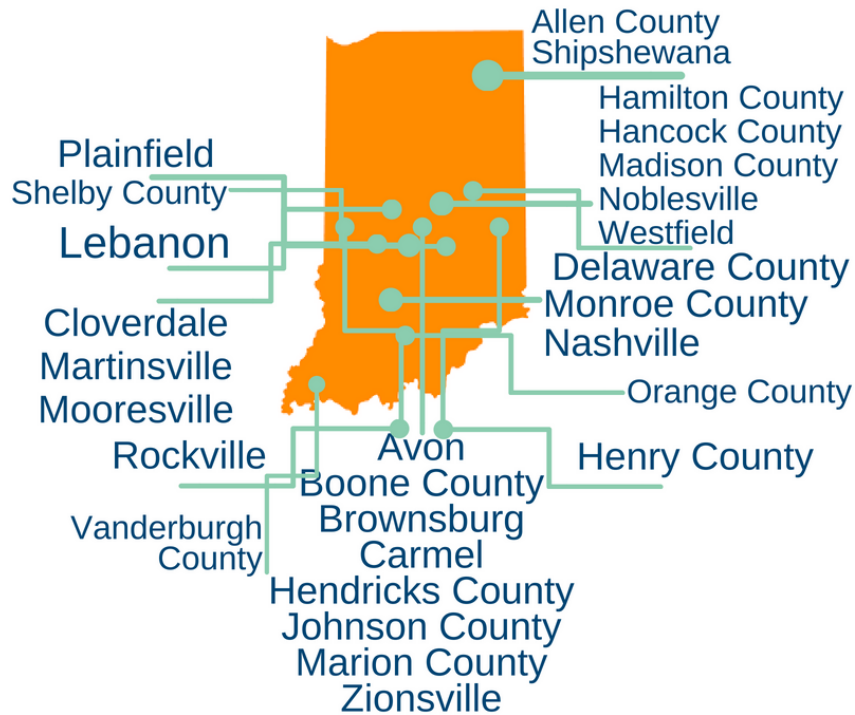 Allen County
Shipshewana
Hamilton County
Hancock County
Madison County
Noblesville
Westfield
Delaware County
Monroe County
Nashville
Orange County
Henry County
Plainfield
Shelby County
Lebanon
Cloverdale
Martinsville
Mooresville
Rockville
Vanderburgh
County
Avon
Boone County
Brownsburg
Carmel
Hendricks County
Johnson County
Marion County
Zionsville